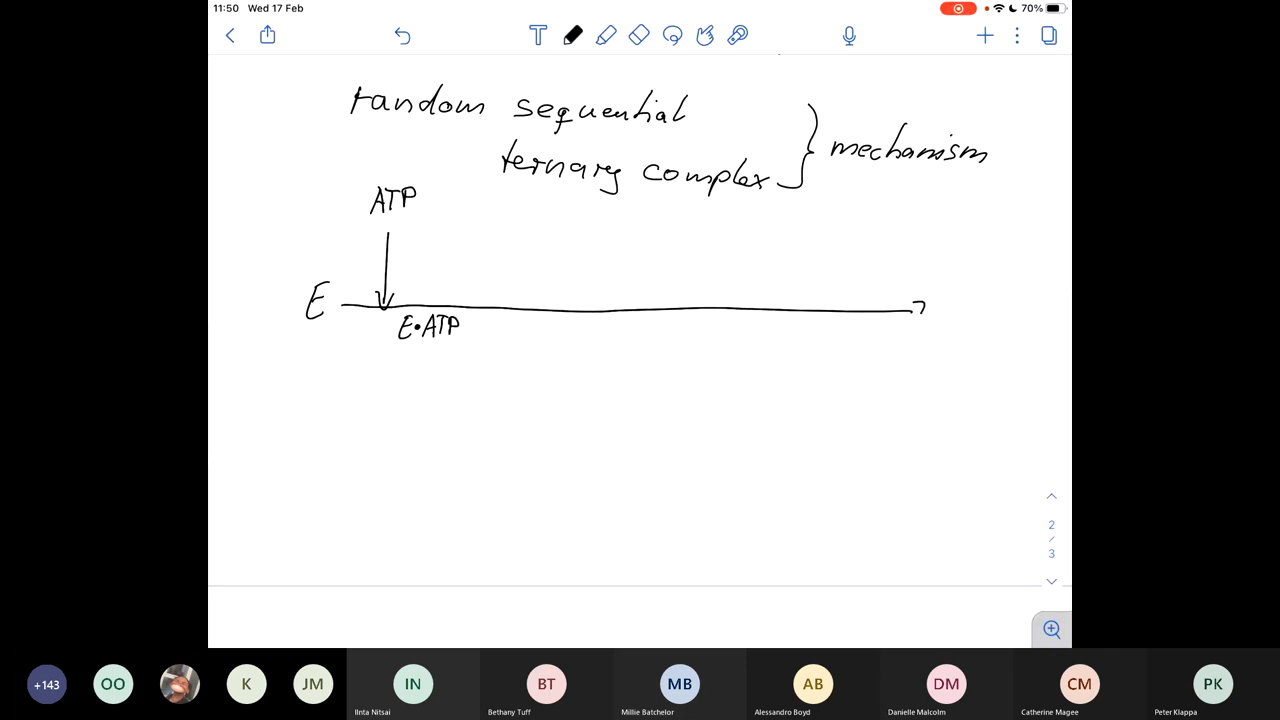 11:50 Wed 17 Feb
70%
random sequential
ternary complex
} mechanism
ATP
E
E•ATP
2
/
3
+143
OO
K
JM
IN
BT
MB
AB
DM
CM
PK
Ilnta Nitsai
Bethany Tuff
Millie Batchelor
Alessandro Boyd
Danielle Malcolm
Catherine Magee
Peter Klappa